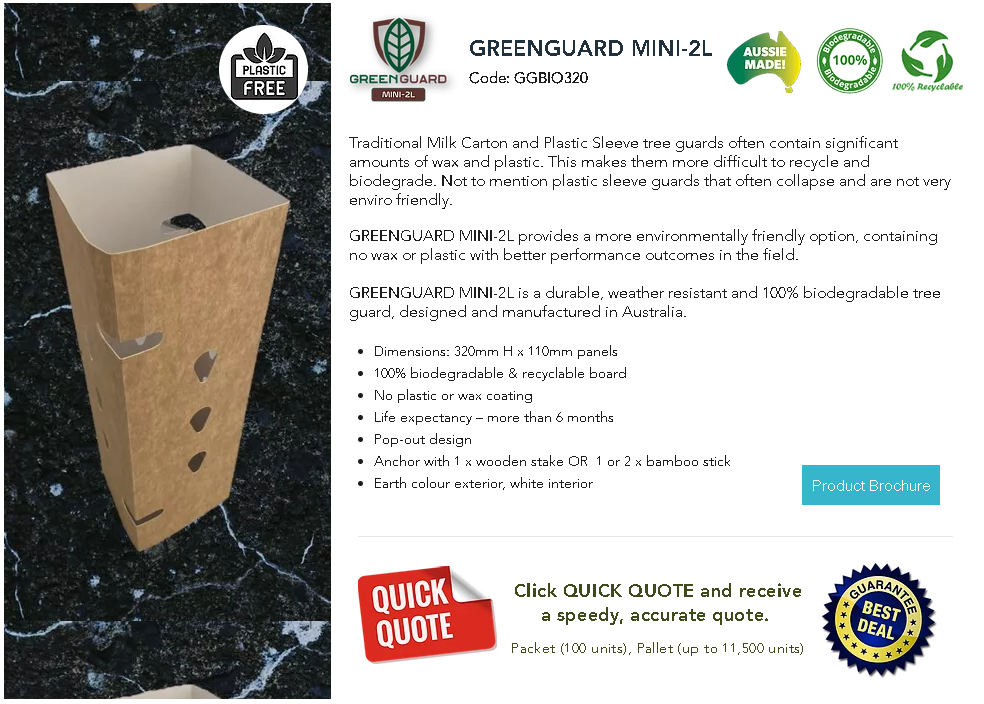 PLASTIC
FREE
GREENGUARD
MINI-2L
GREENGUARD MINI-2L
Code: GGBIO320
AUSSIE
MADE!
Biodegradable
100%
Biodegradable
100% Recyclable
Traditional Milk Carton and Plastic Sleeve tree guards often contain significant
amounts of wax and plastic. This makes them more difficult to recycle and
biodegrade. Not to mention plastic sleeve guards that often collapse and are not very
enviro friendly.
GREENGUARD MINI-2L provides a more environmentally friendly option, containing
no wax or plastic with better performance outcomes in the field.
GREENGUARD MINI-2L is a durable, weather resistant and 100% biodegradable tree
guard, designed and manufactured in Australia.
• Dimensions: 320mm H x 110mm panels
• 100% biodegradable & recyclable board
• No plastic or wax coating
• Life expectancy – more than 6 months
• Pop-out design
• Anchor with 1 x wooden stake OR  1 or 2 x bamboo stick
• Earth colour exterior, white interior
Product Brochure
QUICK
QUOTE
Click QUICK QUOTE and receive
a speedy, accurate quote.
Packet (100 units), Pallet (up to 11,500 units)
GUARANTEE
BEST
DEAL